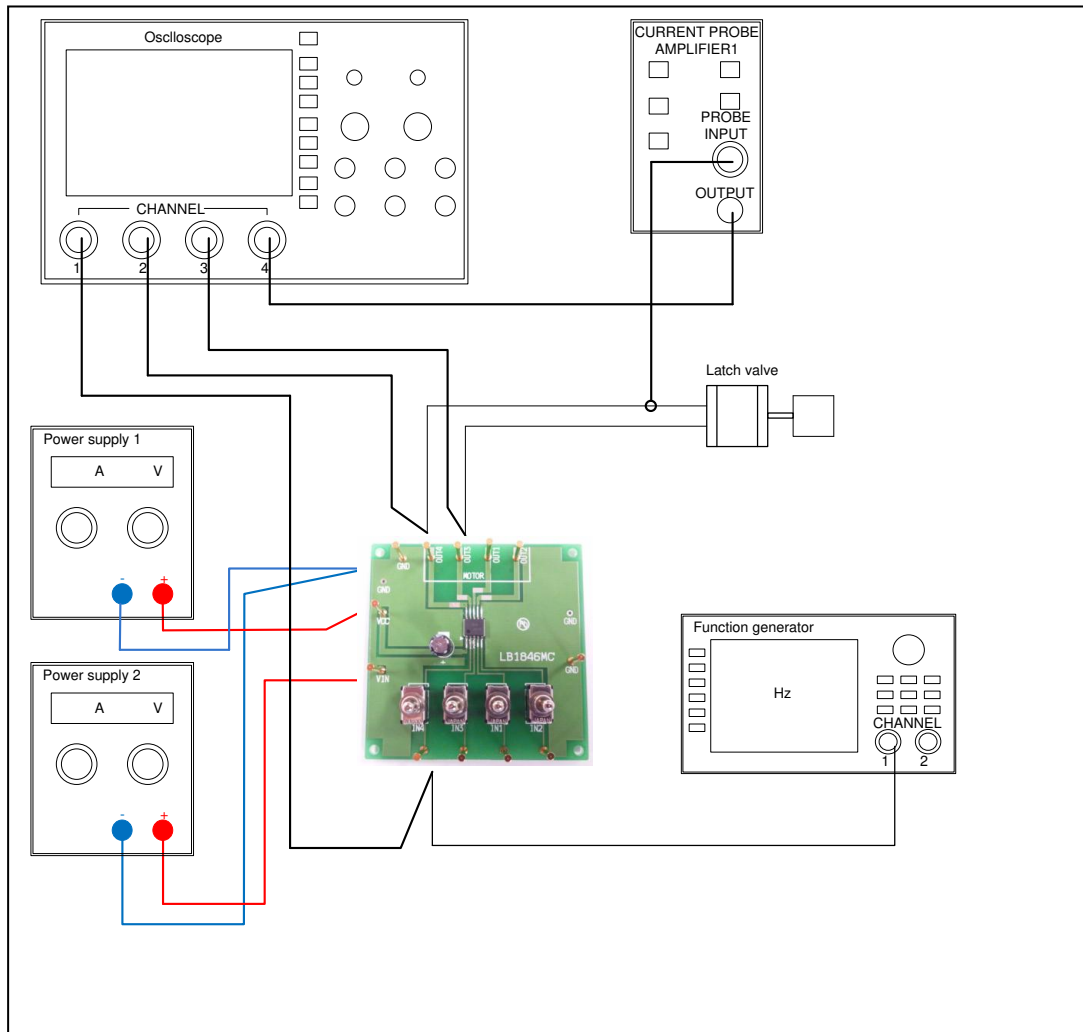 Osclloscope
CHANNEL
1 2 3 4
CURRENT PROBE
AMPLIFIER1
PROBE
INPUT
OUTPUT
Latch valve
Power supply 1
A V
- +
Power supply 2
A V
- +
GND
OUT4
OUT3
OUT1
OUT2
MOTOR
GND
VCC
GND
LB1846MC
VIN
GND
IN4
IN3
IN1
IN2
Function generator
Hz
CHANNEL
1 2